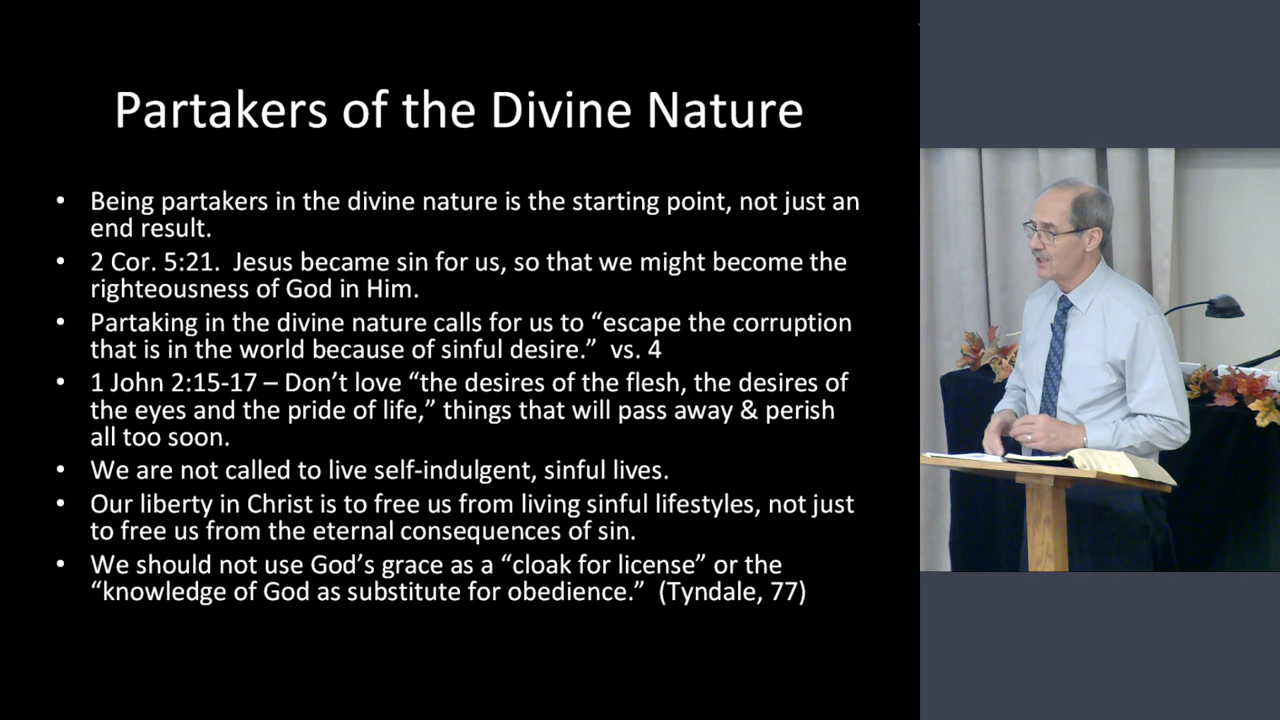 Partakers of the Divine Nature
• Being partakers in the divine nature is the starting point, not just an
end result.
• 2 Cor. 5:21.  Jesus became sin for us, so that we might become the
righteousness of God in Him.
• Partaking in the divine nature calls for us to “escape the corruption
that is in the world because of sinful desire.”  vs. 4
• 1 John 2:15-17 – Don’t love “the desires of the flesh, the desires of
the eyes and the pride of life,” things that will pass away & perish
all too soon.
• We are not called to live self-indulgent, sinful lives.
• Our liberty in Christ is to free us from living sinful lifestyles, not just
to free us from the eternal consequences of sin.
• We should not use God’s grace as a “cloak for license” or the
“knowledge of God as substitute for obedience.”  (Tyndale, 77)